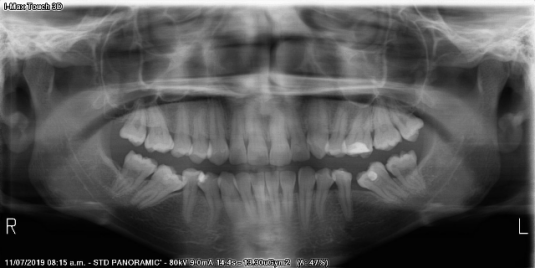 I-Max Touch 3D
R
L
11/07/2019 08:15 a.m. - STD PANORAMIC' - 80kV 9.0mA 14.4s -